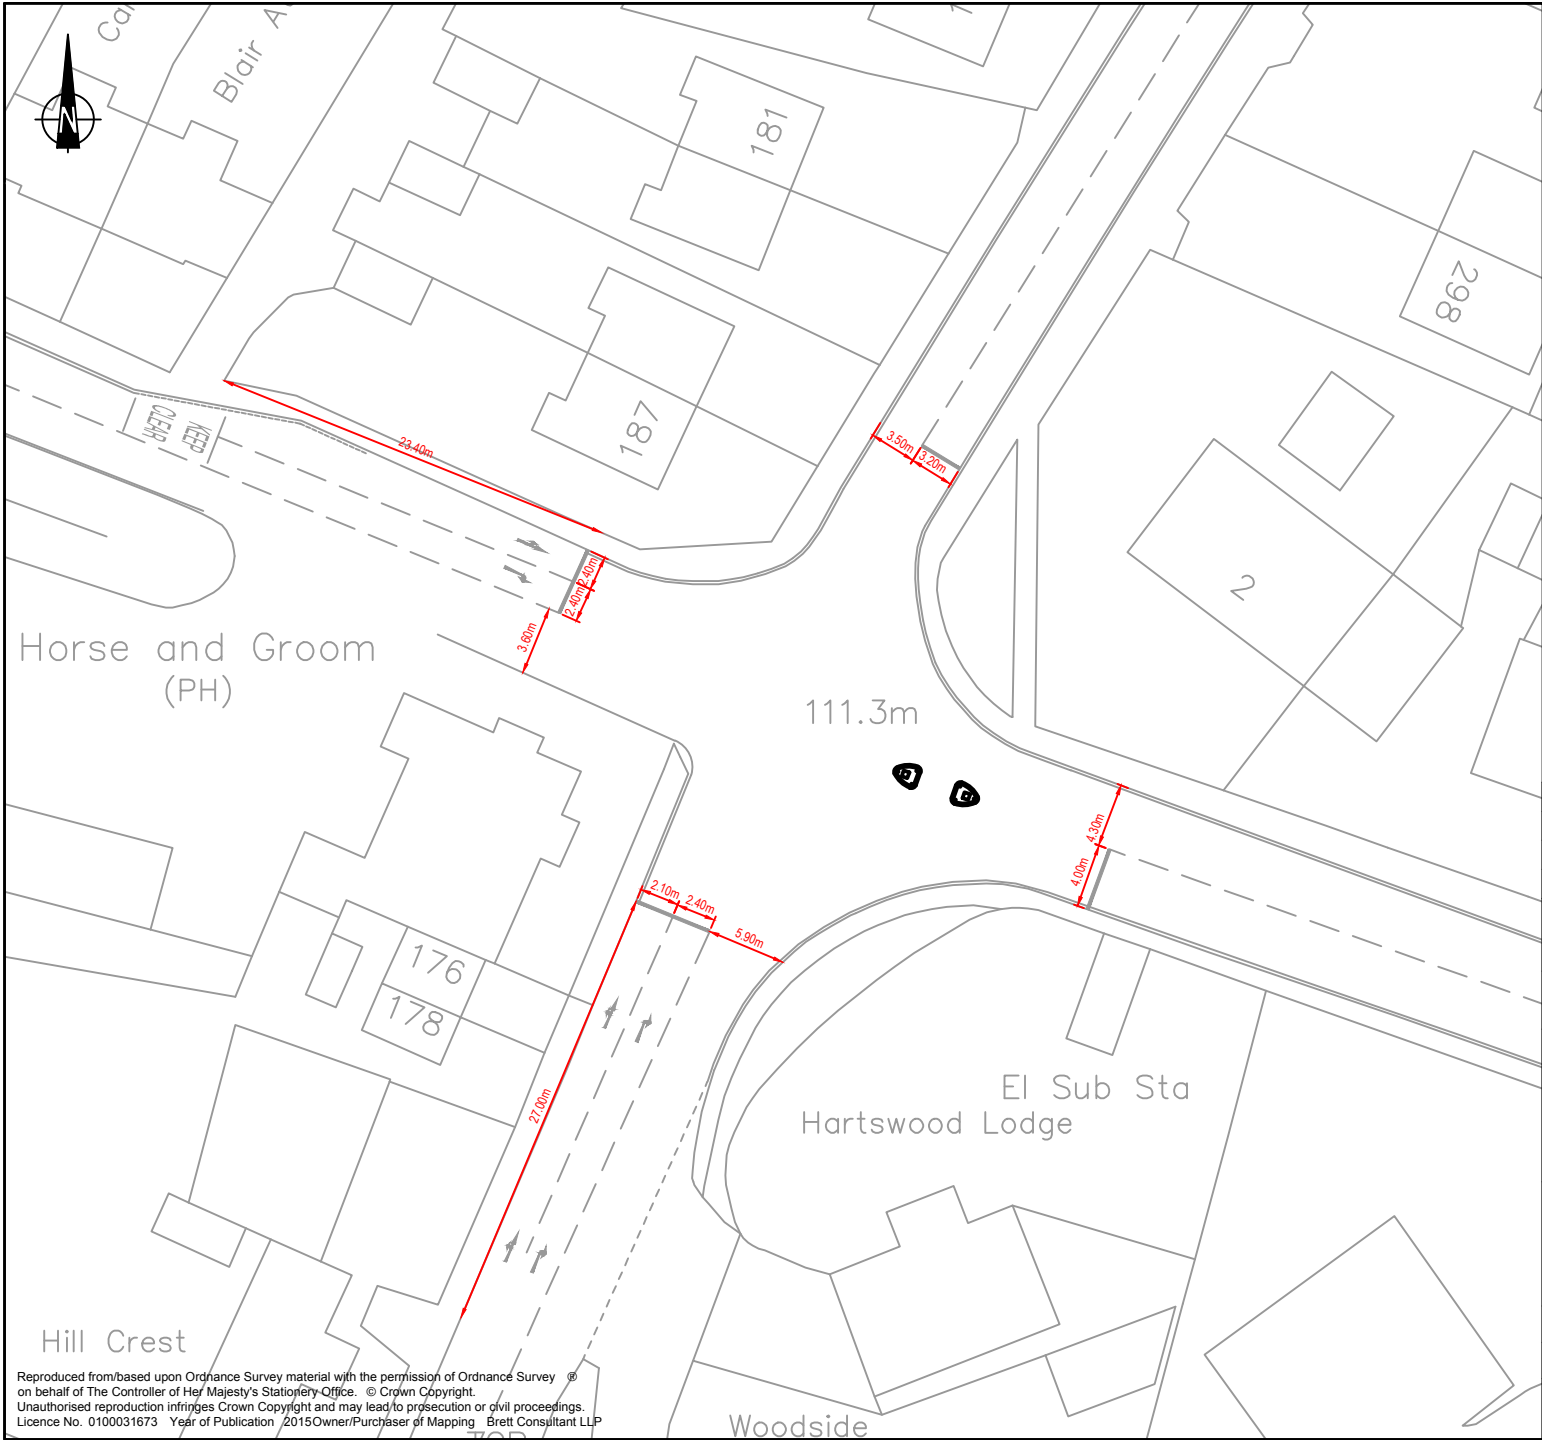 Blair A
N
181
298
187
23.40m
3.50m
3.20m
KEEP
CLEAR
2.40m
2.40m
3.60m
2
Horse and Groom
(PH)
111.3m
4.30m
4.00m
2.10m
2.40m
5.90m
176
178
27.00m
El Sub Sta
Hartswood Lodge
Hill Crest
Woodside
Reproduced from/based upon Ordnance Survey material with the permission of Ordnance Survey ®
on behalf of The Controller of Her Majesty's Stationery Office. © Crown Copyright.
Unauthorised reproduction infringes Crown Copyright and may lead to prosecution or civil proceedings.
Licence No. 0100031673 Year of Publication 2015Owner/Purchaser of Mapping Brett Consultant LLP